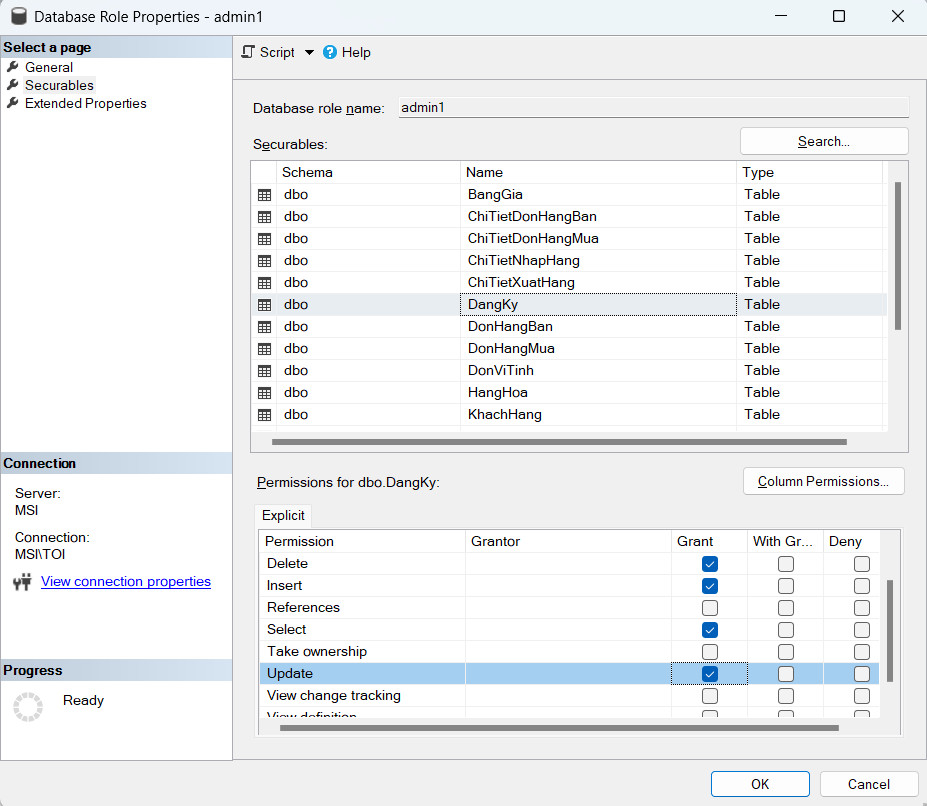 Database Role Properties - admin1
Select a page
General
Securables
Extended Properties
Script Help
Database role name: admin1
Securables: Search...
Schema Name Type
dbo BangGia Table
dbo ChiTietDonHangBan Table
dbo ChiTietDonHangMua Table
dbo ChiTietNhapHang Table
dbo ChiTietXuatHang Table
dbo DangKy Table
dbo DonHangBan Table
dbo DonHangMua Table
dbo DonViTinh Table
dbo HangHoa Table
dbo KhachHang Table
Connection
Server:
MSI
Connection:
MSI\TOI
View connection properties
Progress
Ready
Permissions for dbo.DangKy: Column Permissions...
Explicit
Permission Grantor Grant With Gr... Deny
Delete
Insert
References
Select
Take ownership
Update
View change tracking
View definition
OK Cancel